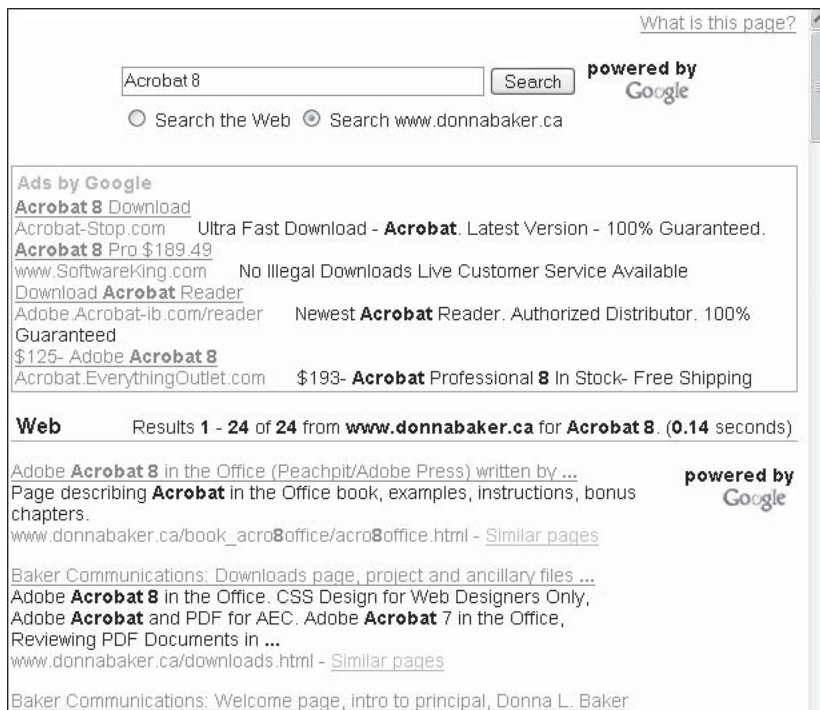 What is this page?
Acrobat 8 Search powered by
Google
Search the Web Search www.donnabaker.ca
Ads by Google
Acrobat 8 Download
Acrobat-Stop.com Ultra Fast Download - Acrobat. Latest Version - 100% Guaranteed.
Acrobat 8 Pro $189.49
www.SoftwareKing.com No Illegal Downloads Live Customer Service Available
Download Acrobat Reader
Adobe.Acrobat-ib.com/reader Newest Acrobat Reader. Authorized Distributor. 100%
Guaranteed
$125- Adobe Acrobat 8
Acrobat.EverythingOutlet.com $193- Acrobat Professional 8 In Stock- Free Shipping
Web Results 1 - 24 of 24 from www.donnabaker.ca for Acrobat 8. (0.14 seconds)
Adobe Acrobat 8 in the Office (Peachpit/Adobe Press) written by ... powered by
Page describing Acrobat in the Office book, examples, instructions, bonus Google
chapters.
www.donnabaker.ca/book_acro8office/acro8office.html - Similar pages
Baker Communications: Downloads page, project and ancillary files ...
Adobe Acrobat 8 in the Office. CSS Design for Web Designers Only,
Adobe Acrobat and PDF for AEC. Adobe Acrobat 7 in the Office,
Reviewing PDF Documents in ...
www.donnabaker.ca/downloads.html - Similar pages
Baker Communications: Welcome page, intro to principal, Donna L. Baker